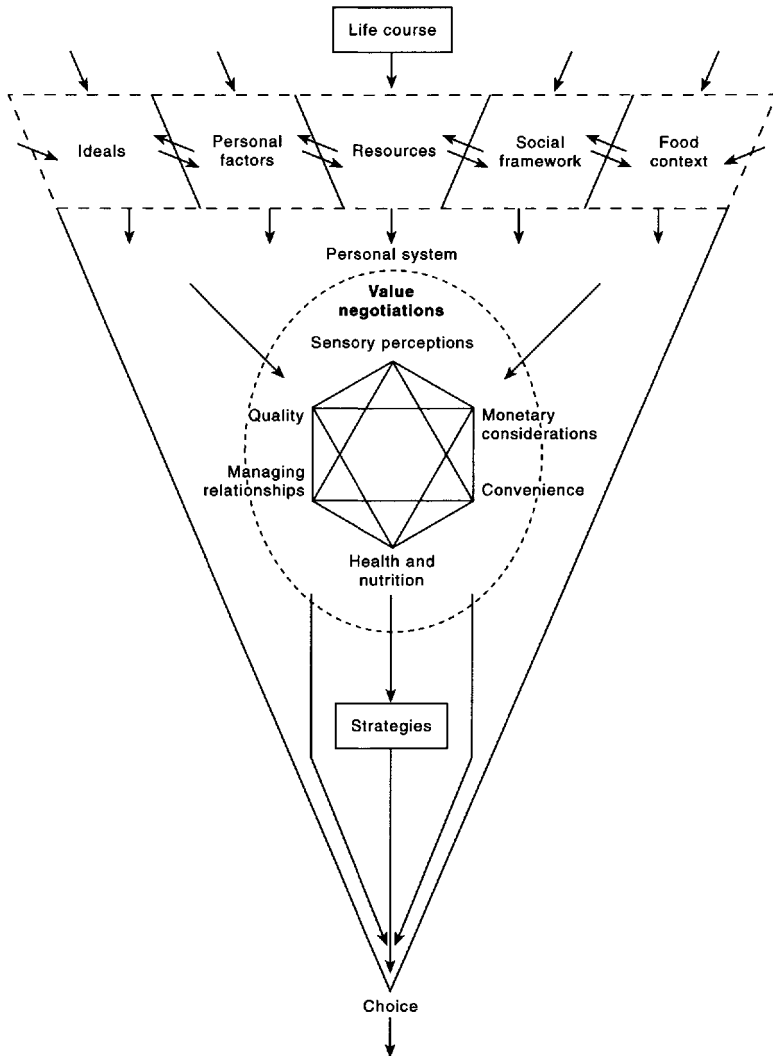 Life course
Ideals
Personal
factors
Resources
Social
framework
Food
context
Personal system
Value
negotiations
Sensory perceptions
Quality
Monetary
considerations
Managing
relationships
Convenience
Health and
nutrition
Strategies
Choice